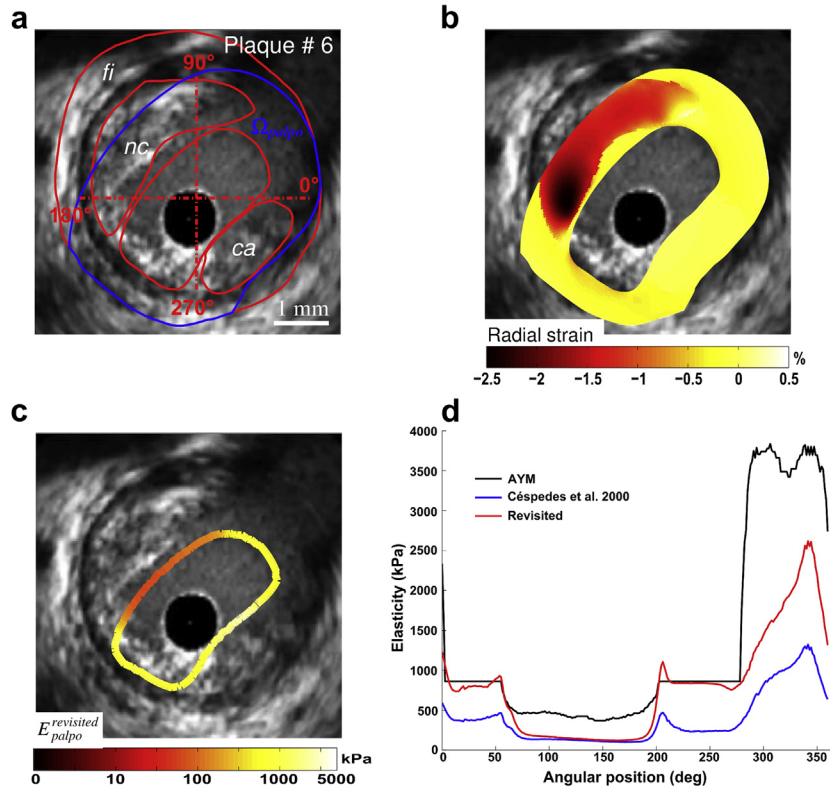 a
Plaque # 6
fi
90°
Ωpalpo
nc
0°
180°
ca
270°
1 mm
b
Radial strain
%
−2.5 −2 −1.5 −1 −0.5 0 0.5
c
E revisited palpo
kPa
0 10 100 1000 5000
d
4000
3500
3000
2500
2000
1500
1000
500
0
Elasticity (kPa)
AYM
Céspedes et al. 2000
Revisited
0 50 100 150 200 250 300 350
Angular position (deg)